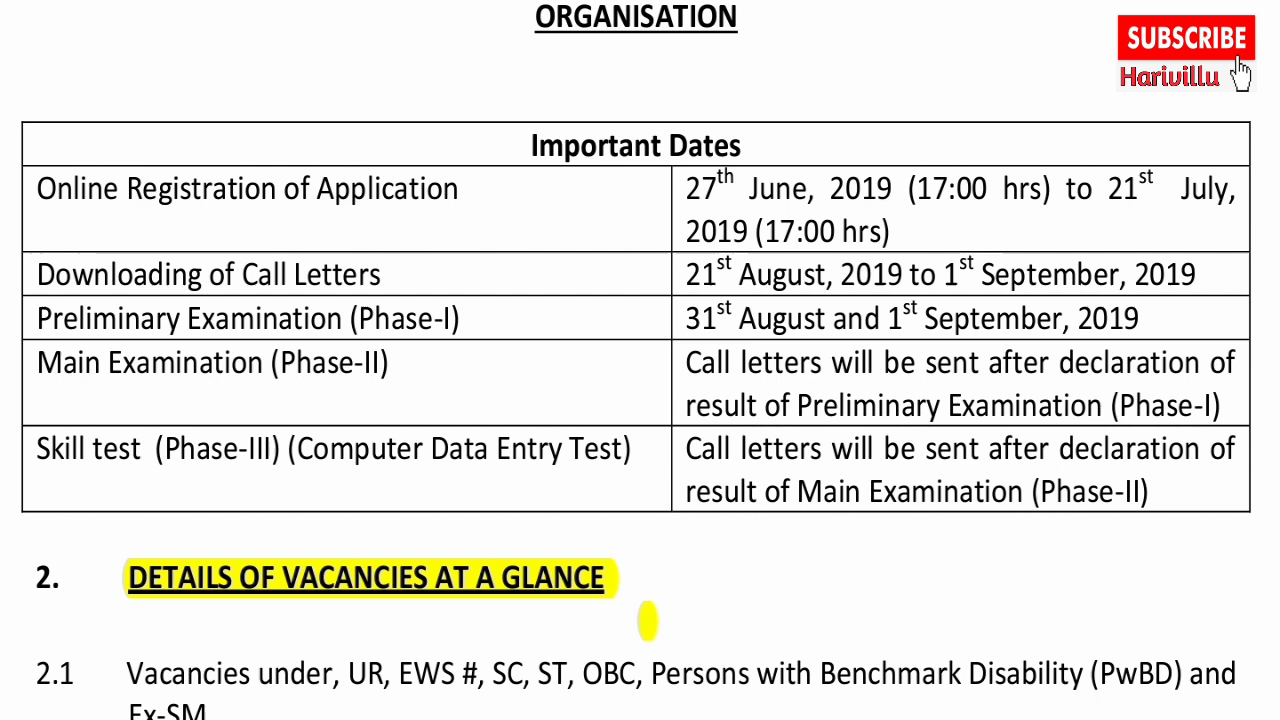 ORGANISATION
SUBSCRIBE
Harivillu
Important Dates
Online Registration of Application
27th June, 2019 (17:00 hrs) to 21st July,
2019 (17:00 hrs)
Downloading of Call Letters
21st August, 2019 to 1st September, 2019
Preliminary Examination (Phase-I)
31st August and 1st September, 2019
Main Examination (Phase-II)
Call letters will be sent after declaration of
result of Preliminary Examination (Phase-I)
Skill test (Phase-III) (Computer Data Entry Test)
Call letters will be sent after declaration of
result of Main Examination (Phase-II)
2. DETAILS OF VACANCIES AT A GLANCE
2.1 Vacancies under, UR, EWS #, SC, ST, OBC, Persons with Benchmark Disability (PwBD) and
Ex-SM